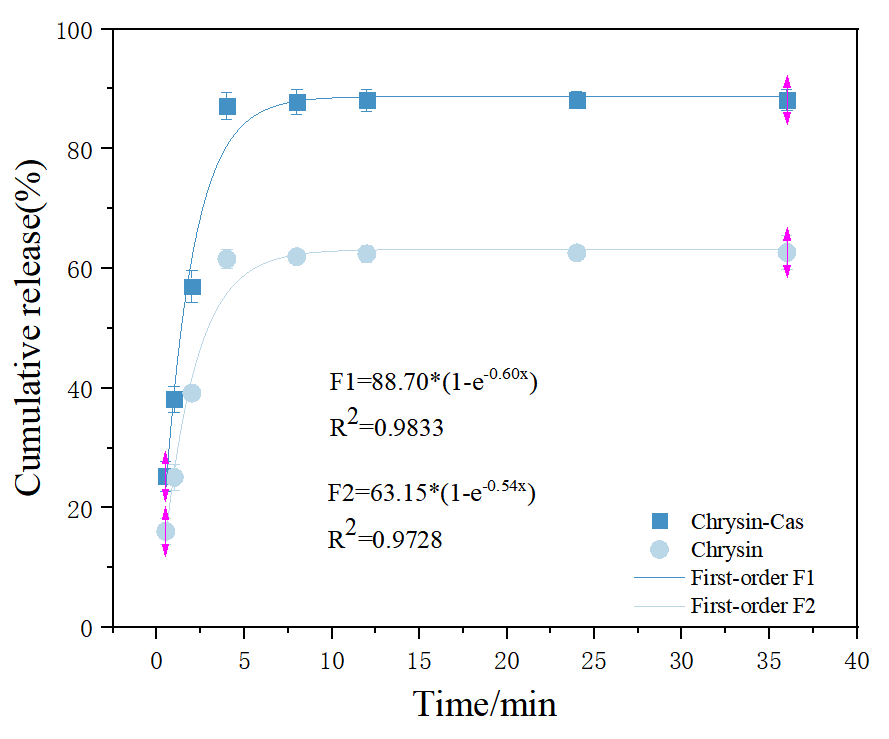 100
80
60
40
20
0
Cumulative release(%)
F1=88.70*(1-e-0.60x)
R2=0.9833
F2=63.15*(1-e-0.54x)
R2=0.9728
Chrysin-Cas
Chrysin
First-order F1
First-order F2
0 5 10 15 20 25 30 35 40
Time/min